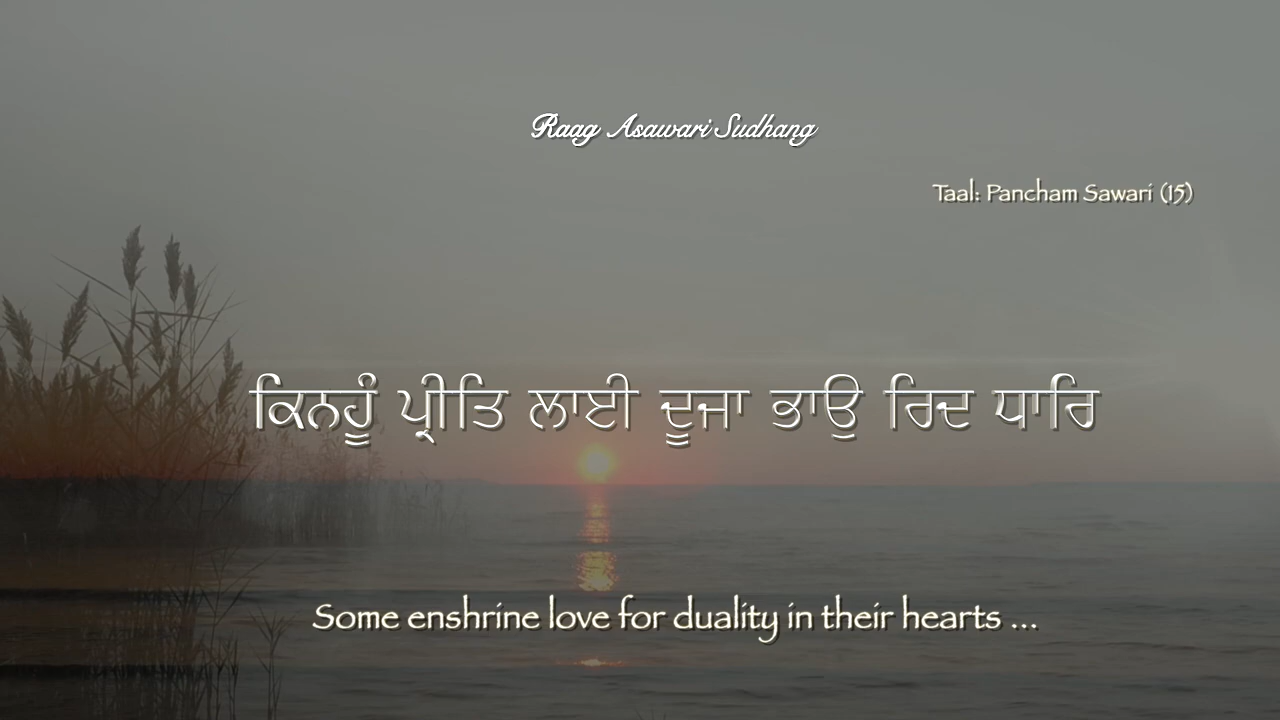 Raag Asawari Sudhang
Taal: Pancham Sawari (15)
ਕਿਨਹੂੰ ਪ੍ਰੀਤਿ ਲਾਈ ਦੂਜਾ ਭਾਉ ਰਿਦ ਧਾਰਿ
Some enshrine love for duality in their hearts ...